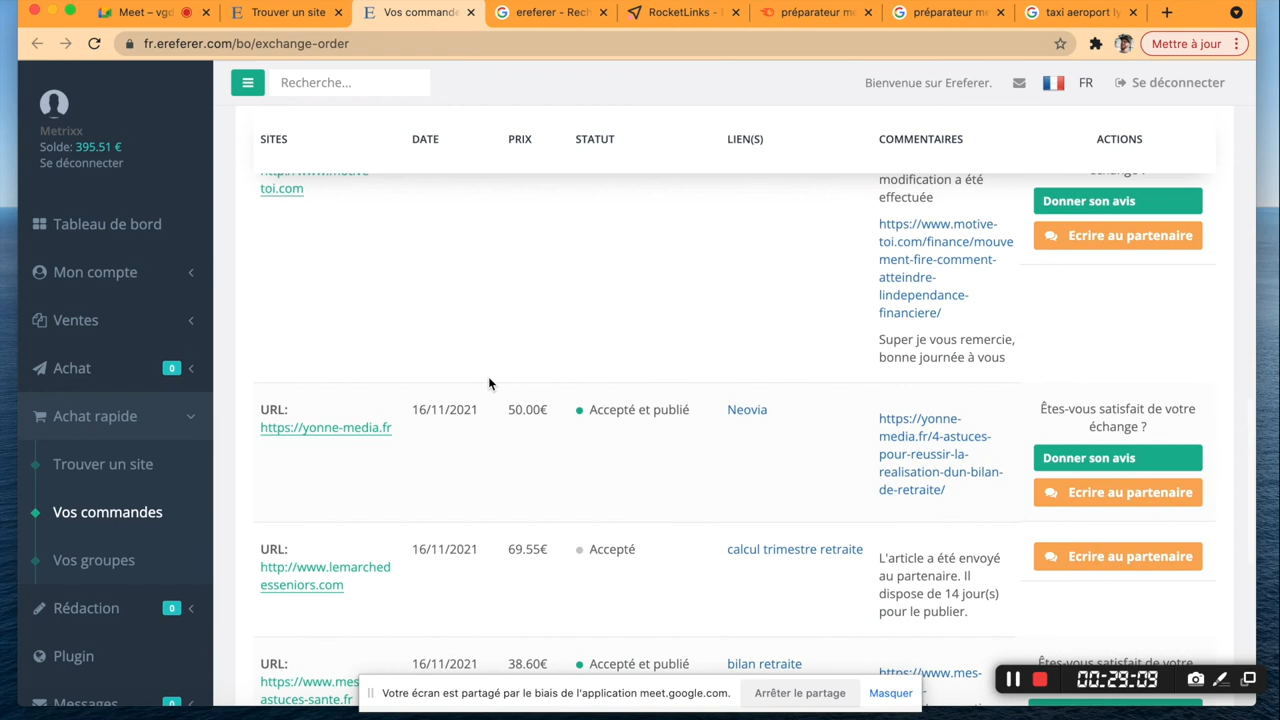 Meet – vgd
Trouver un site
Vos commande
ereferer - Rech
RocketLinks - L
préparateur me
préparateur me
taxi aeroport ly
fr.ereferer.com/bo/exchange-order
Mettre à jour
Recherche...
Bienvenue sur Ereferer.
FR
Se déconnecter
Metrixx
Solde: 395.51 €
Se déconnecter
Tableau de bord
Mon compte
Ventes
Achat 0
Achat rapide
Trouver un site
Vos commandes
Vos groupes
Rédaction 0
Plugin
Messages
SITES DATE PRIX STATUT LIEN(S) COMMENTAIRES ACTIONS
http://www.motive-
toi.com
modification a été
effectuée
https://www.motive-
toi.com/finance/mouve
ment-fire-comment-
atteindre-
lindependance-
financiere/
Super je vous remercie,
bonne journée à vous
échange ?
Donner son avis
Ecrire au partenaire
URL:
https://yonne-media.fr
16/11/2021
50.00€
Accepté et publié
Neovia
https://yonne-
media.fr/4-astuces-
pour-reussir-la-
realisation-dun-bilan-
de-retraite/
Êtes-vous satisfait de votre
échange ?
Donner son avis
Ecrire au partenaire
URL:
http://www.lemarched
esseniors.com
16/11/2021
69.55€
Accepté
calcul trimestre retraite
L'article a été envoyé
au partenaire. Il
dispose de 14 jour(s)
pour le publier.
Ecrire au partenaire
URL:
https://www.mes-
astuces-sante.fr
16/11/2021
38.60€
Accepté et publié
bilan retraite
https://www.mes-
Êtes-vous satisfait de votre
Votre écran est partagé par le biais de l'application meet.google.com.
Arrêter le partage
Masquer
00:29:09